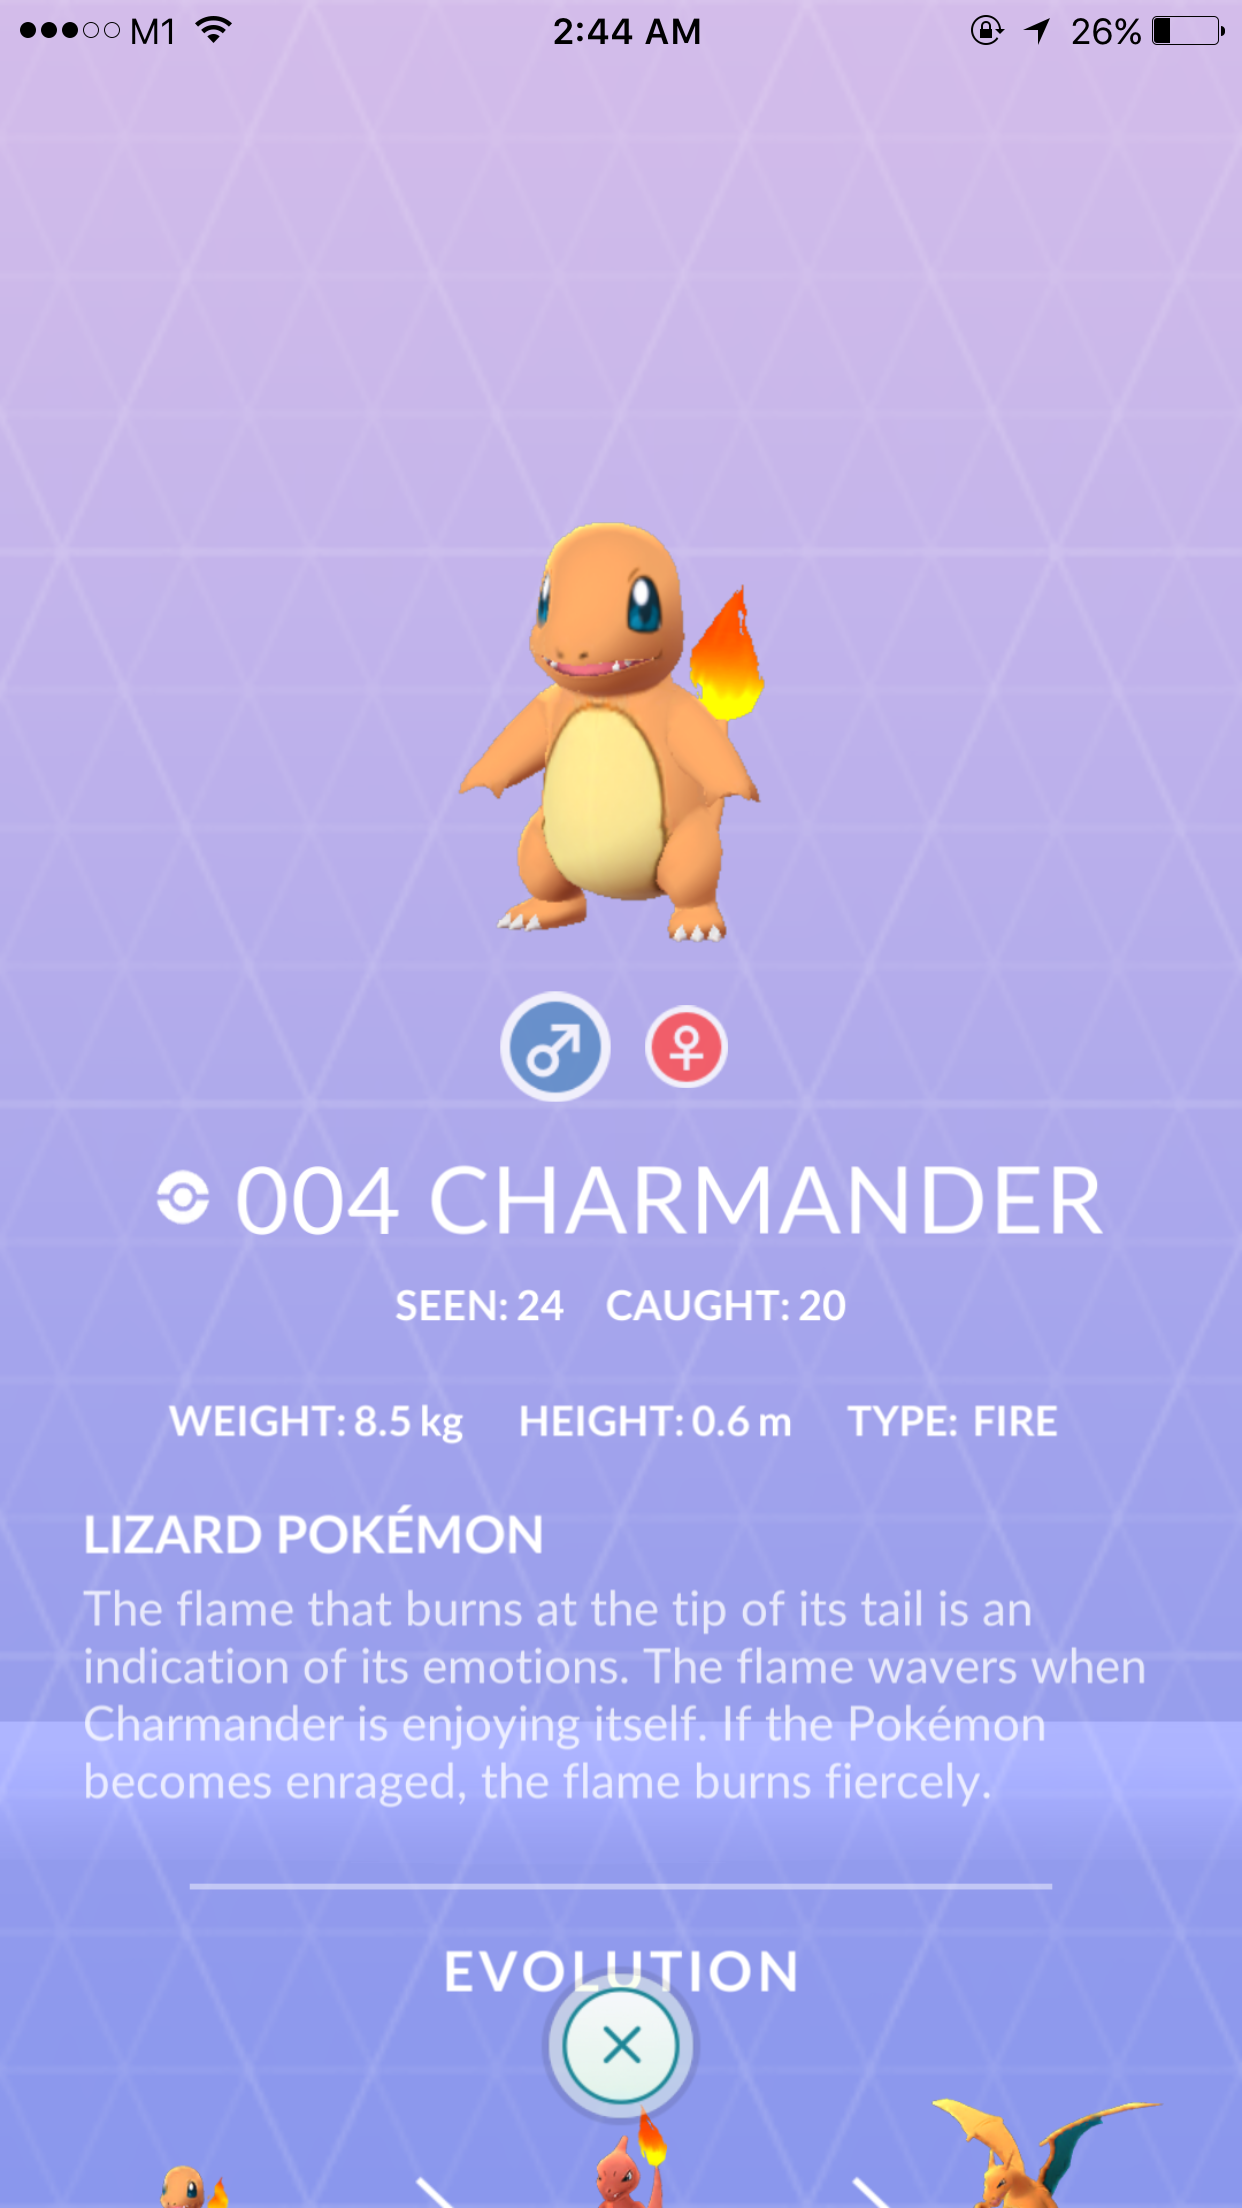 M1 2:44 AM 26%
004 CHARMANDER
SEEN: 24 CAUGHT: 20
WEIGHT: 8.5 kg HEIGHT: 0.6 m TYPE: FIRE
LIZARD POKÉMON
The flame that burns at the tip of its tail is an
indication of its emotions. The flame wavers when
Charmander is enjoying itself. If the Pokémon
becomes enraged, the flame burns fiercely.
EVOLUTION